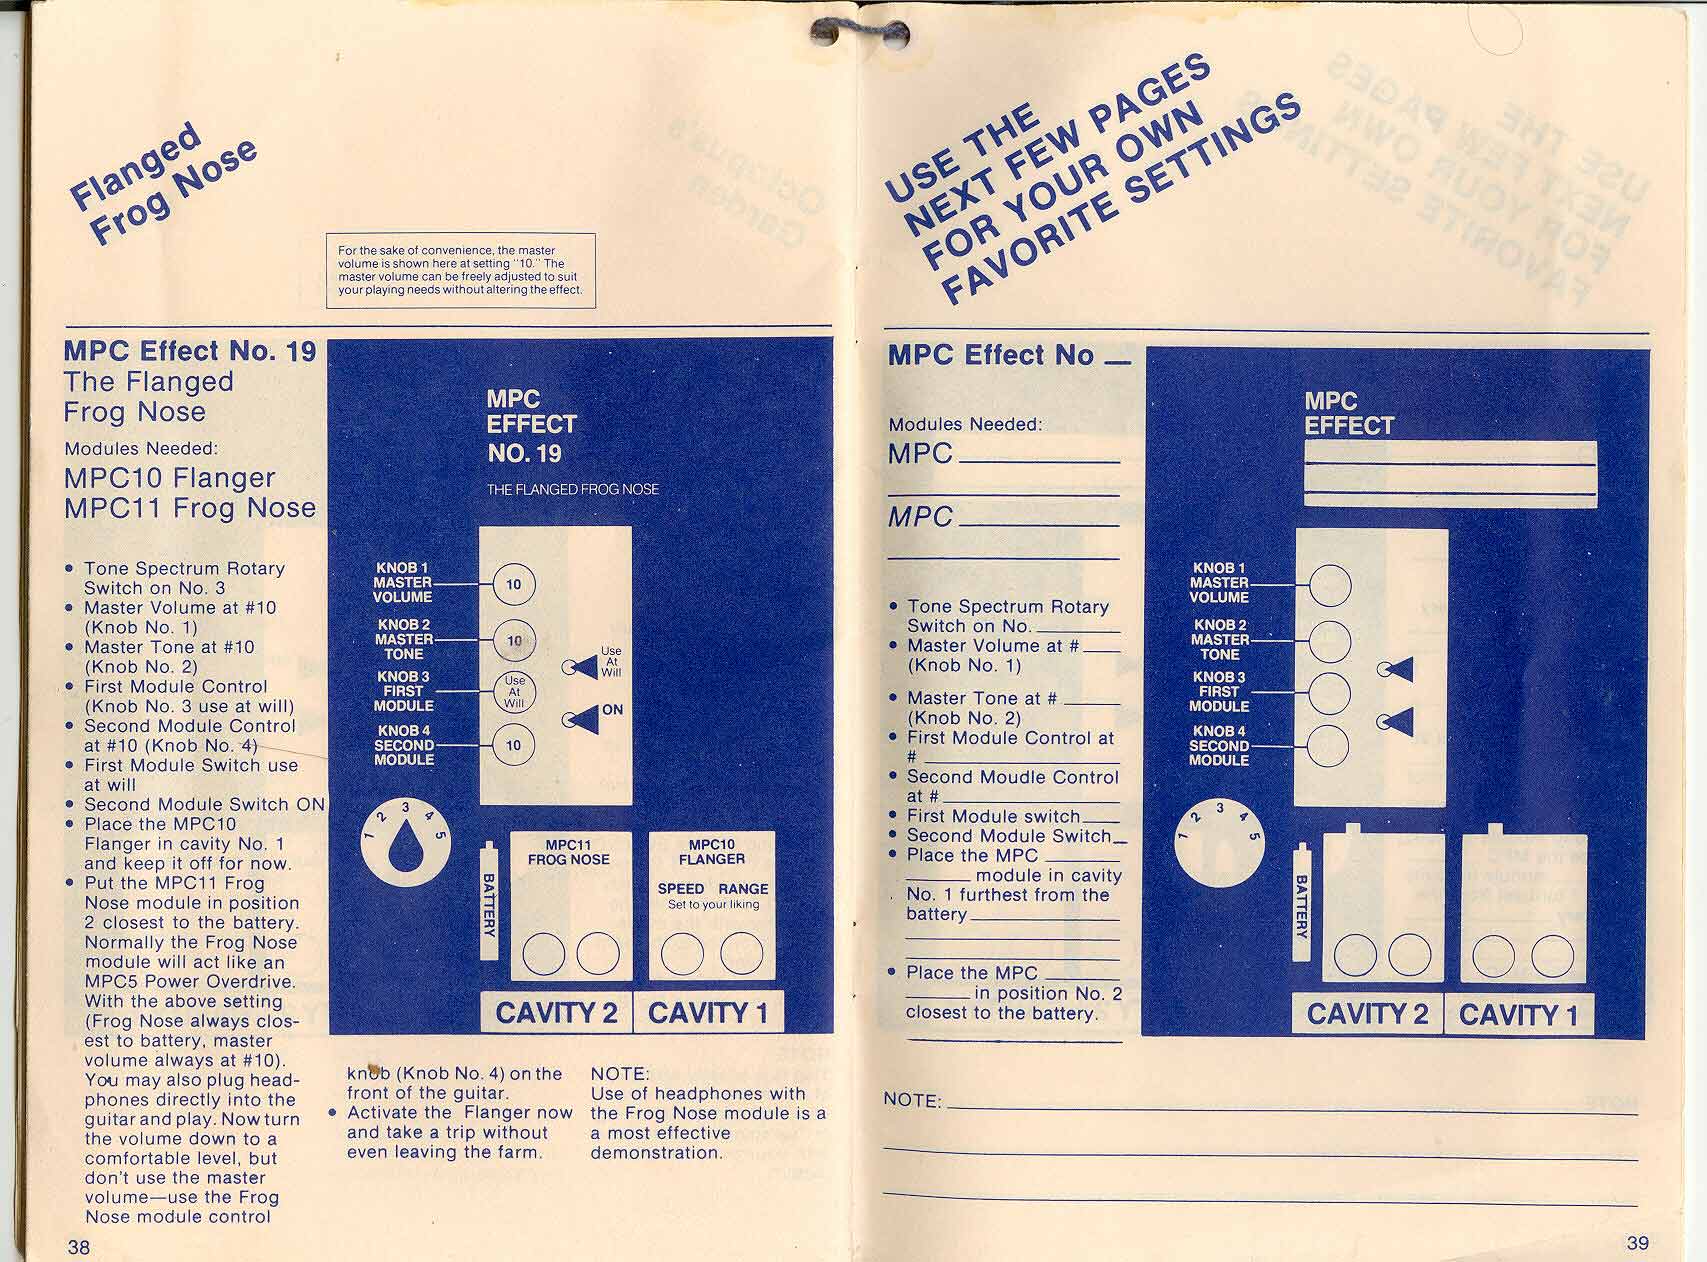 Flanged
Frog Nose
For the sake of convenience, the master
volume is shown here at setting "10." The
master volume can be freely adjusted to suit
your playing needs without altering the effect.
MPC Effect No. 19
The Flanged
Frog Nose
Modules Needed:
MPC10 Flanger
MPC11 Frog Nose
• Tone Spectrum Rotary
Switch on No. 3
• Master Volume at #10
(Knob No. 1)
• Master Tone at #10
(Knob No. 2)
• First Module Control
(Knob No. 3 use at will)
• Second Module Control
at #10 (Knob No. 4)
• First Module Switch use
at will
• Second Module Switch ON
• Place the MPC10
Flanger in cavity No. 1
and keep it off for now.
• Put the MPC11 Frog
Nose module in position
2 closest to the battery.
Normally the Frog Nose
module will act like an
MPC5 Power Overdrive.
With the above setting
(Frog Nose always clos-
est to battery, master
volume always at #10).
You may also plug head-
phones directly into the
guitar and play. Now turn
the volume down to a
comfortable level, but
don't use the master
volume—use the Frog
Nose module control
knob (Knob No. 4) on the
front of the guitar.
• Activate the Flanger now
and take a trip without
even leaving the farm.
NOTE:
Use of headphones with
the Frog Nose module is a
a most effective
demonstration.
MPC
EFFECT
NO. 19
THE FLANGED FROG NOSE
KNOB 1
MASTER
VOLUME
10
KNOB 2
MASTER
TONE
10
Use
At
Will
KNOB 3
FIRST
MODULE
Use
At
Will
ON
KNOB 4
SECOND
MODULE
10
1 2 3 4 5
BATTERY
MPC11
FROG NOSE
MPC10
FLANGER
SPEED RANGE
Set to your liking
CAVITY 2
CAVITY 1
38
USE THE
NEXT FEW PAGES
FOR YOUR OWN
FAVORITE SETTINGS
MPC Effect No __
Modules Needed:
MPC
MPC
• Tone Spectrum Rotary
Switch on No.
• Master Volume at #
(Knob No. 1)
• Master Tone at #
(Knob No. 2)
• First Module Control at
#
• Second Moudle Control
at #
• First Module switch
• Second Module Switch
• Place the MPC
module in cavity
No. 1 furthest from the
battery
• Place the MPC
in position No. 2
closest to the battery.
MPC
EFFECT
KNOB 1
MASTER
VOLUME
KNOB 2
MASTER
TONE
KNOB 3
FIRST
MODULE
KNOB 4
SECOND
MODULE
1 2 3 4 5
BATTERY
CAVITY 2
CAVITY 1
NOTE:
39